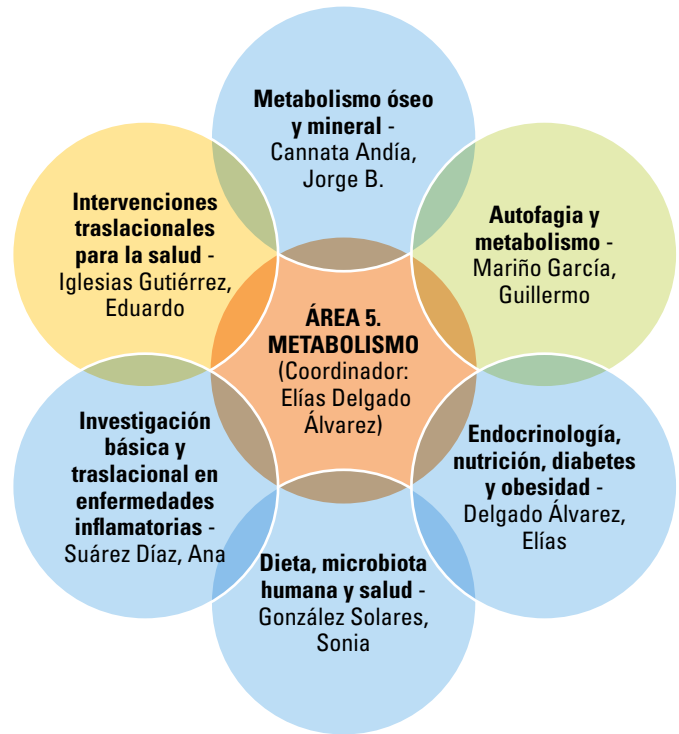 Metabolismo óseo
y mineral -
Cannata Andía,
Jorge B.
Intervenciones
traslacionales
para la salud -
Iglesias Gutiérrez,
Eduardo
Autofagia y
metabolismo -
Mariño García,
Guillermo
ÁREA 5.
METABOLISMO
(Coordinador:
Elías Delgado
Álvarez)
Investigación
básica y
traslacional en
enfermedades
inflamatorias -
Suárez Díaz, Ana
Endocrinología,
nutrición, diabetes
y obesidad -
Delgado Álvarez,
Elías
Dieta, microbiota
humana y salud -
González Solares,
Sonia